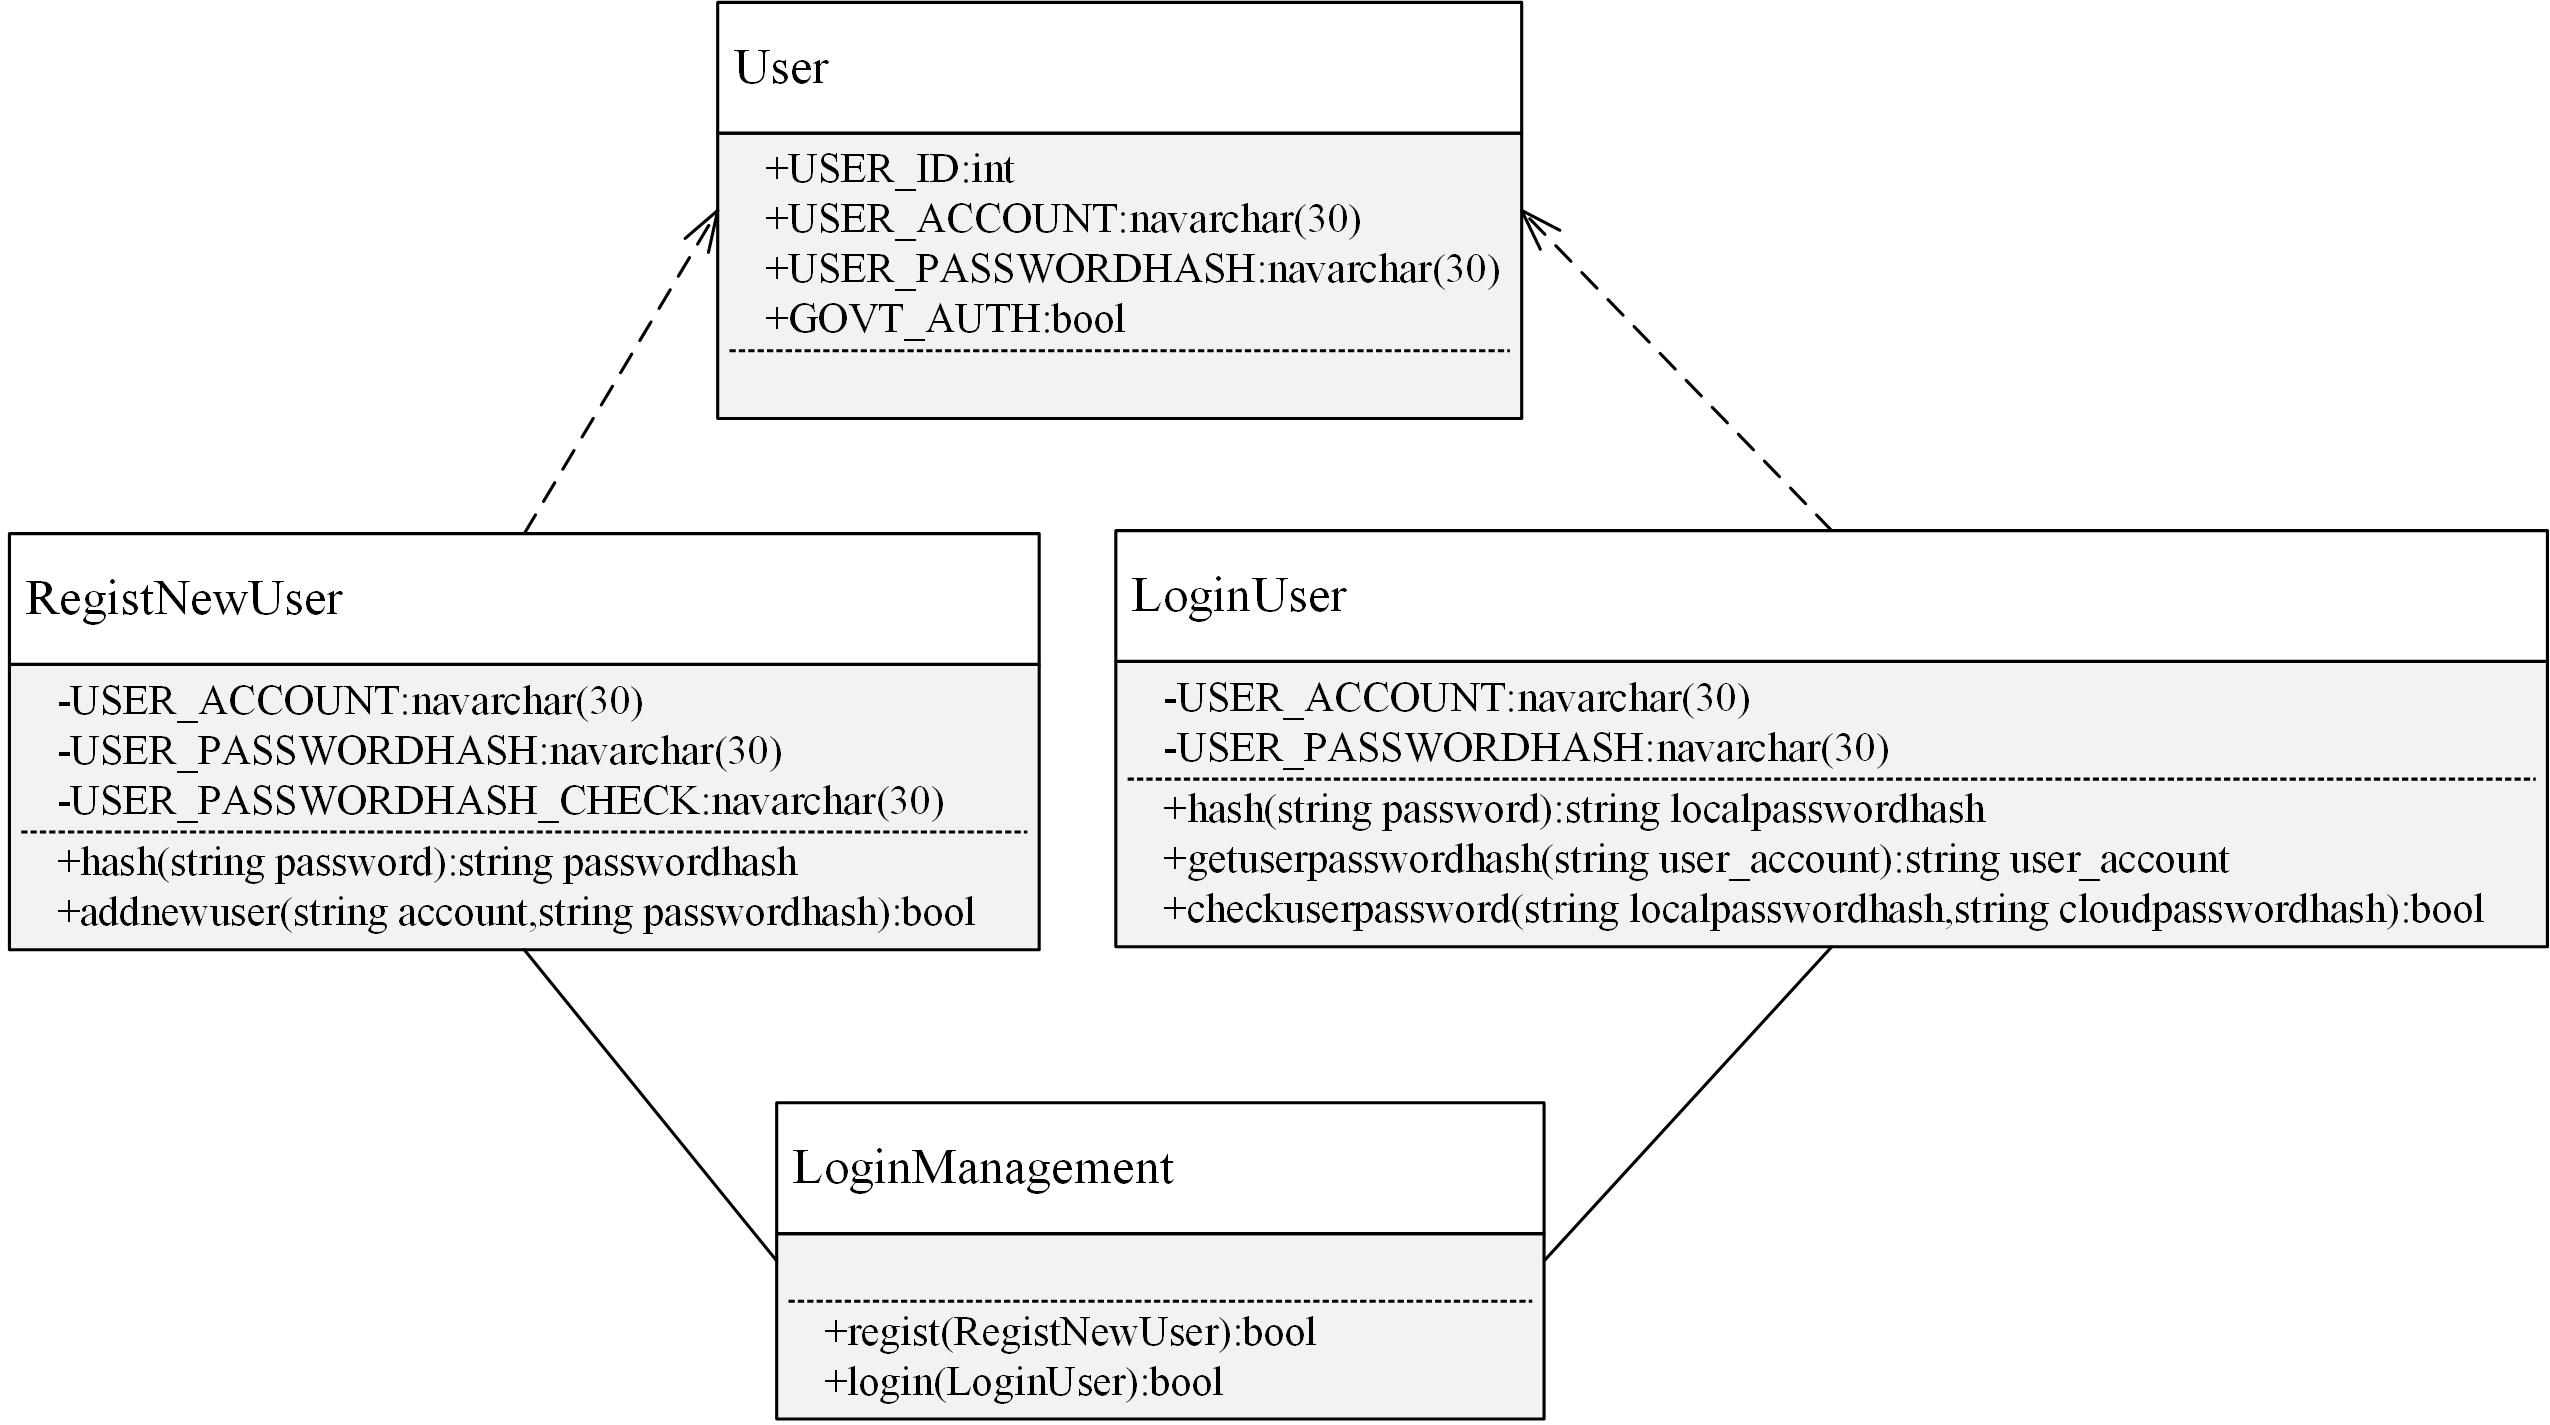 User
+USER_ID:int
+USER_ACCOUNT:navarchar(30)
+USER_PASSWORDHASH:navarchar(30)
+GOVT_AUTH:bool
RegistNewUser
-USER_ACCOUNT:navarchar(30)
-USER_PASSWORDHASH:navarchar(30)
-USER_PASSWORDHASH_CHECK:navarchar(30)
+hash(string password):string passwordhash
+addnewuser(string account,string passwordhash):bool
LoginUser
-USER_ACCOUNT:navarchar(30)
-USER_PASSWORDHASH:navarchar(30)
+hash(string password):string localpasswordhash
+getuserpasswordhash(string user_account):string user_account
+checkuserpassword(string localpasswordhash,string cloudpasswordhash):bool
LoginManagement
+regist(RegistNewUser):bool
+login(LoginUser):bool